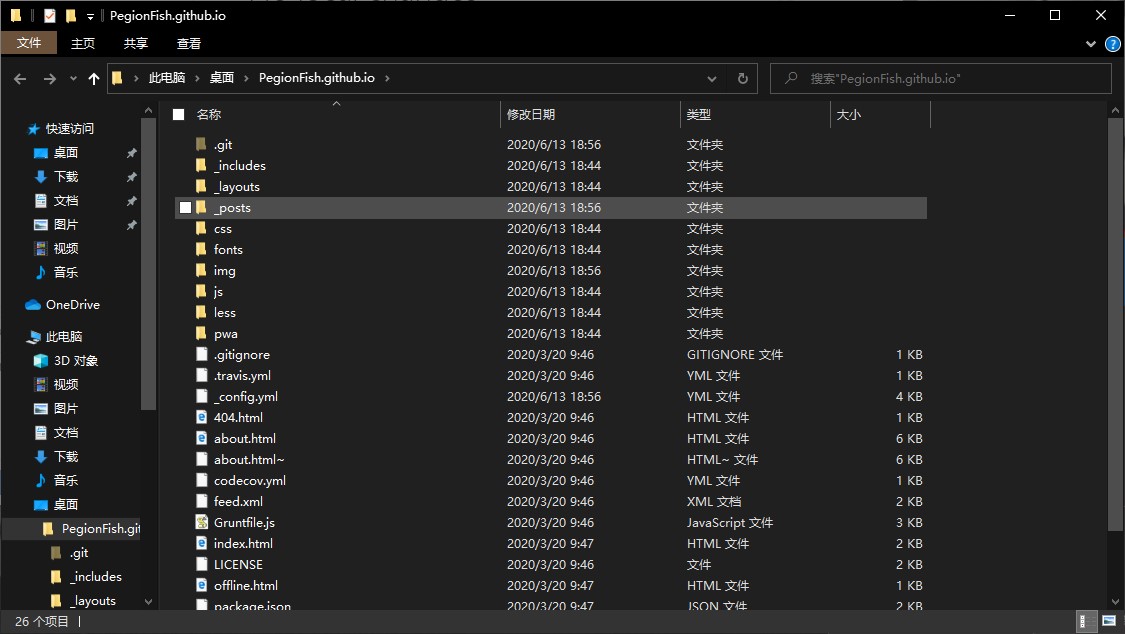 PegionFish.github.io
文件 主页 共享 查看
此电脑 桌面 PegionFish.github.io
搜索"PegionFish.github.io"
名称 修改日期 类型 大小
快速访问
桌面
下载
文档
图片
视频
音乐
OneDrive
此电脑
3D 对象
视频
图片
文档
下载
音乐
桌面
PegionFish.git
.git
_includes
_layouts
.git 2020/6/13 18:56 文件夹
_includes 2020/6/13 18:44 文件夹
_layouts 2020/6/13 18:44 文件夹
_posts 2020/6/13 18:56 文件夹
css 2020/6/13 18:44 文件夹
fonts 2020/6/13 18:44 文件夹
img 2020/6/13 18:56 文件夹
js 2020/6/13 18:44 文件夹
less 2020/6/13 18:44 文件夹
pwa 2020/6/13 18:44 文件夹
.gitignore 2020/3/20 9:46 GITIGNORE 文件 1 KB
.travis.yml 2020/3/20 9:46 YML 文件 1 KB
_config.yml 2020/6/13 18:56 YML 文件 4 KB
404.html 2020/3/20 9:46 HTML 文件 1 KB
about.html 2020/3/20 9:46 HTML 文件 6 KB
about.html~ 2020/3/20 9:46 HTML~ 文件 6 KB
codecov.yml 2020/3/20 9:46 YML 文件 1 KB
feed.xml 2020/3/20 9:46 XML 文档 2 KB
Gruntfile.js 2020/3/20 9:46 JavaScript 文件 3 KB
index.html 2020/3/20 9:47 HTML 文件 2 KB
LICENSE 2020/3/20 9:46 文件 2 KB
offline.html 2020/3/20 9:47 HTML 文件 1 KB
package.json 2020/3/20 9:47 JSON 文件 2 KB
26 个项目